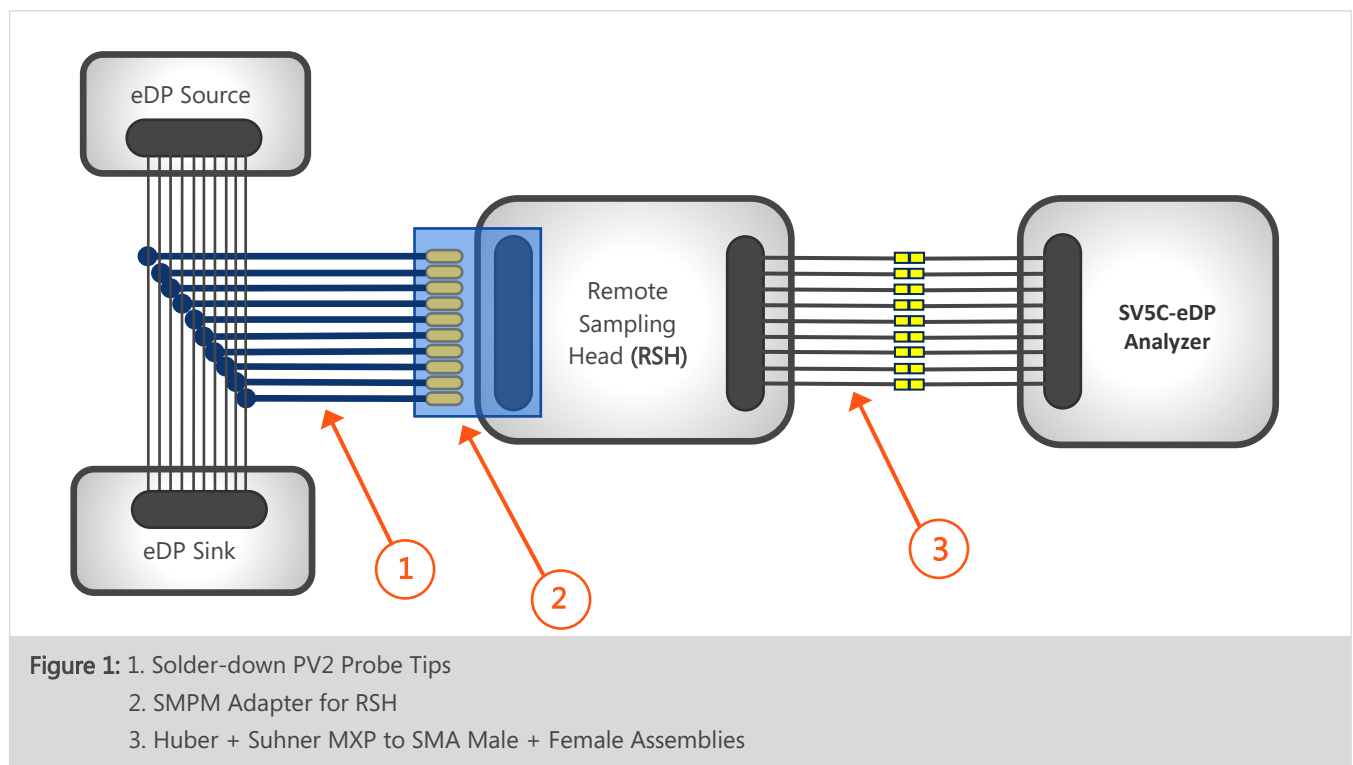 eDP Source
Remote
Sampling
Head (RSH)
SV5C-eDP
Analyzer
eDP Sink
1
2
3
Figure 1: 1. Solder-down PV2 Probe Tips
2. SMPM Adapter for RSH
3. Huber + Suhner MXP to SMA Male + Female Assemblies